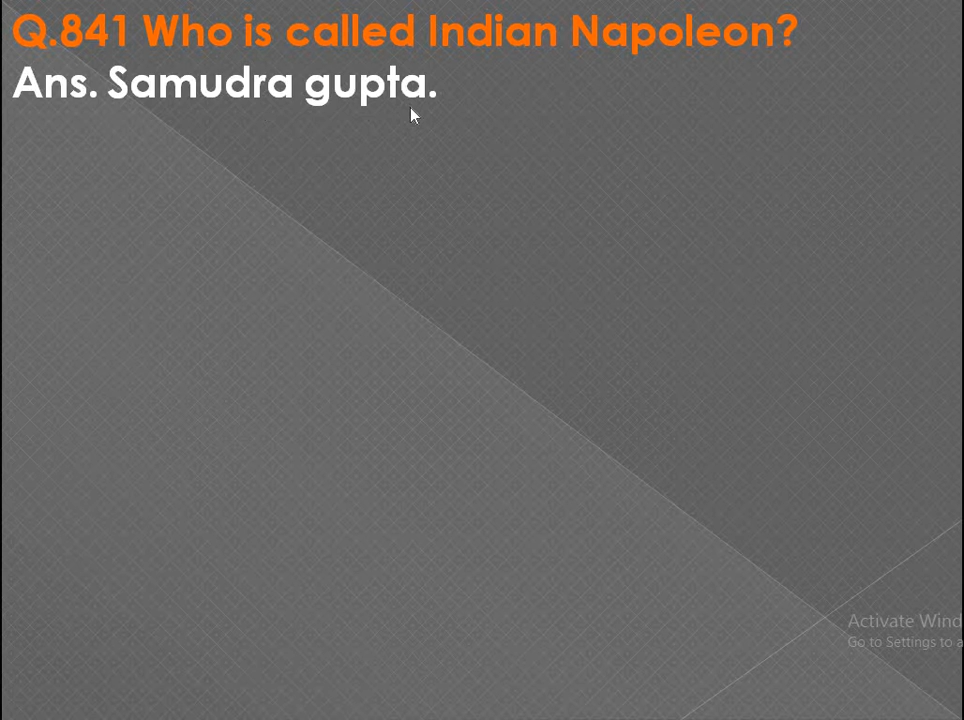 Q.841 Who is called Indian Napoleon?
Ans. Samudra gupta.
Activate Wind
Go to Settings to a